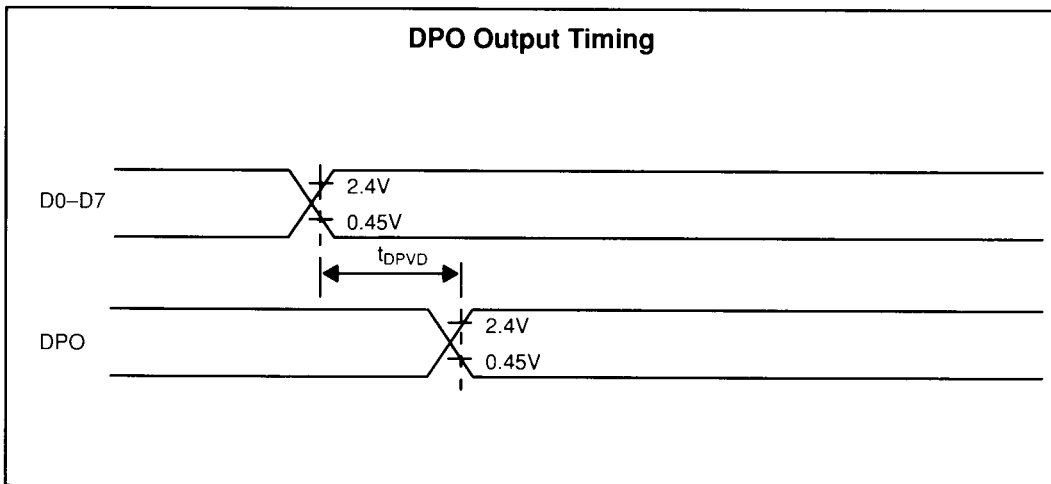 DPO Output Timing
D0–D7
2.4V
0.45V
tDPVD
DPO
2.4V
0.45V